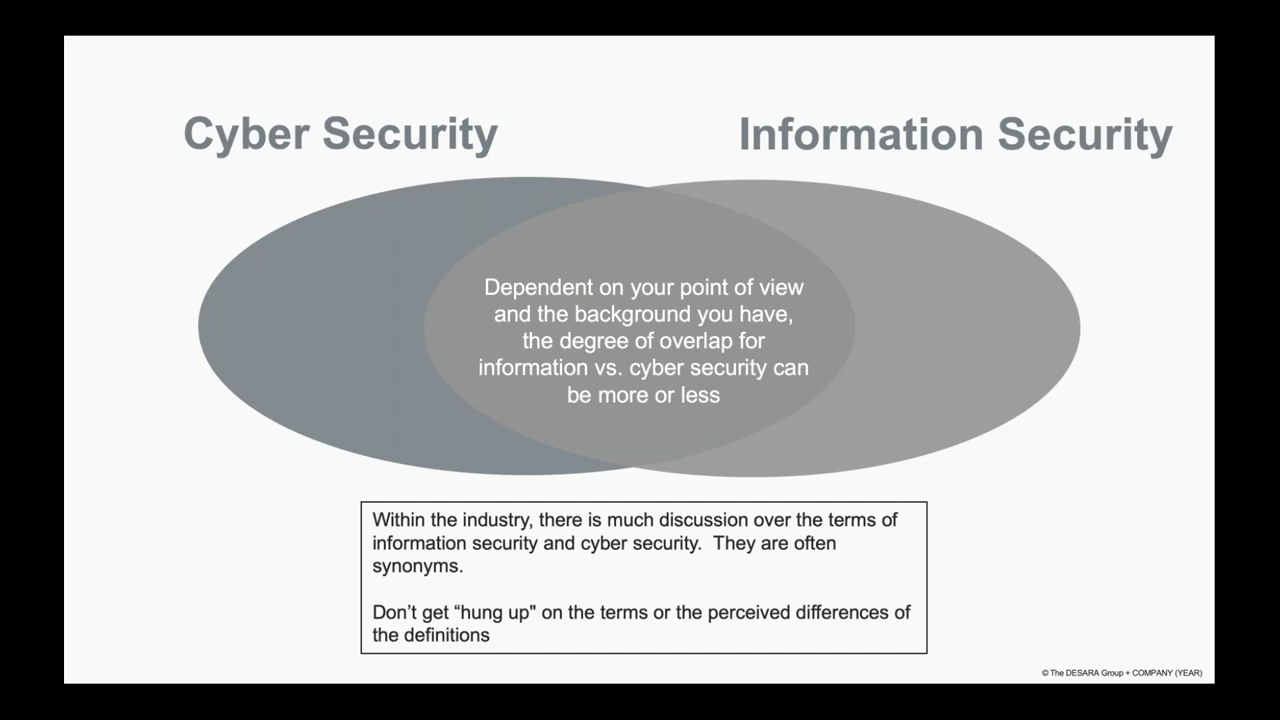 Cyber Security
Information Security
Dependent on your point of view
and the background you have,
the degree of overlap for
information vs. cyber security can
be more or less
Within the industry, there is much discussion over the terms of
information security and cyber security.  They are often
synonyms.
Don’t get “hung up" on the terms or the perceived differences of
the definitions
© The DESARA Group + COMPANY (YEAR)